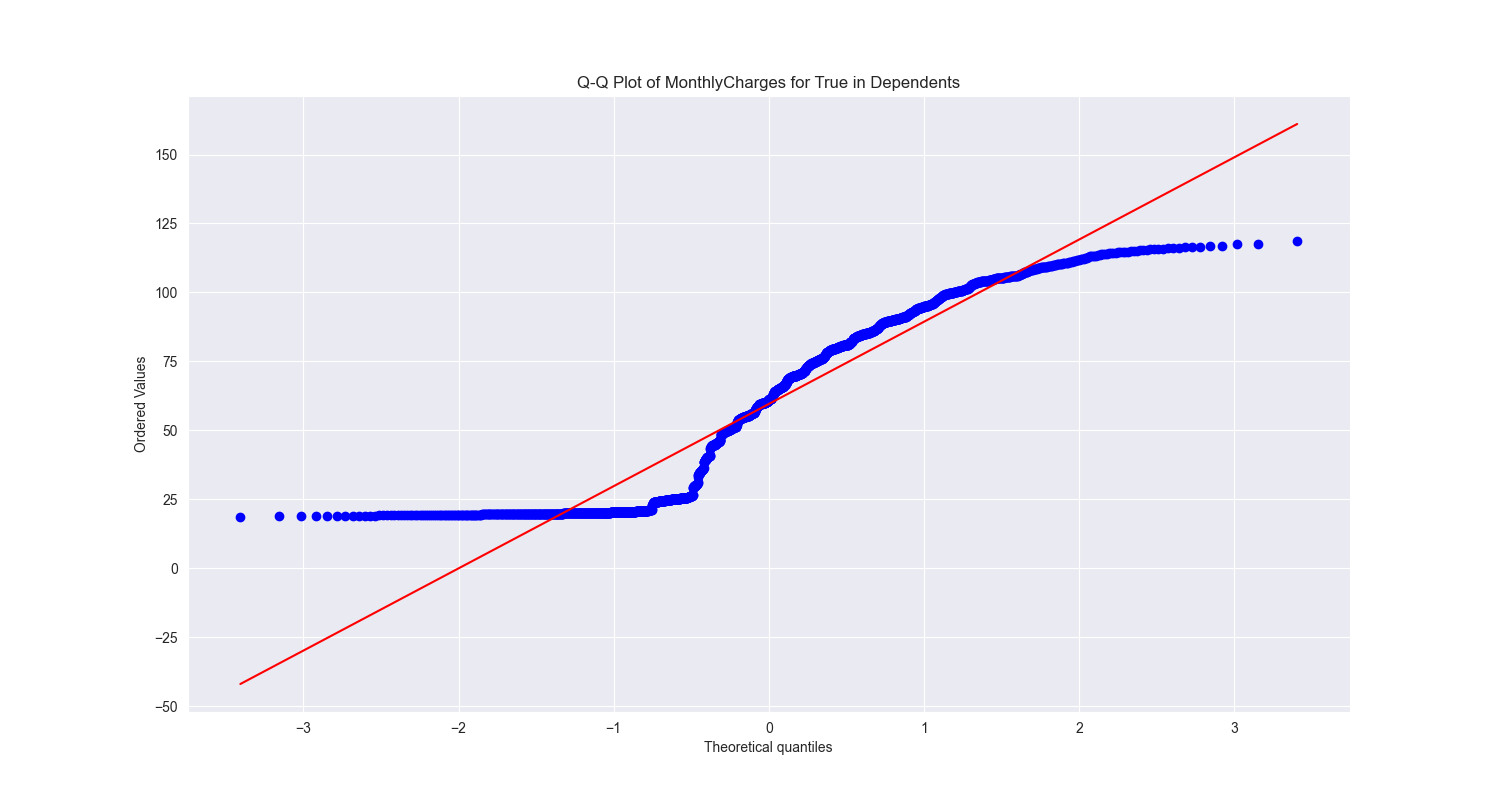 Q-Q Plot of MonthlyCharges for True in Dependents
150
125
100
75
50
25
0
−25
−50
Ordered Values
−3 −2 −1 0 1 2 3
Theoretical quantiles